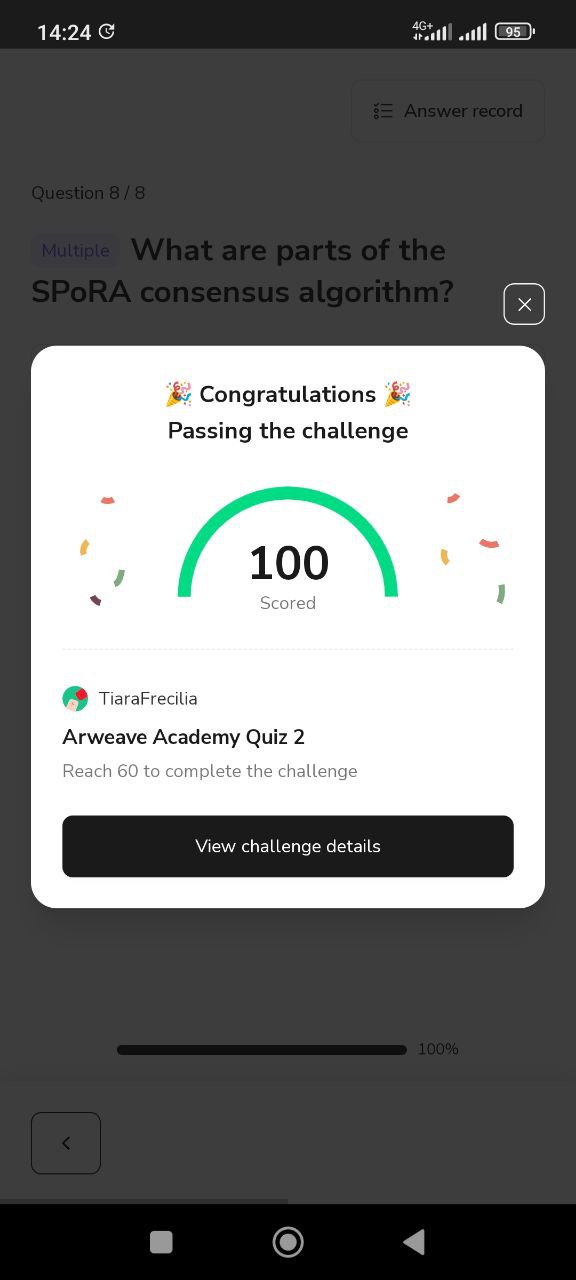 14:24
4G+
95
Answer record
Question 8 / 8
Multiple What are parts of the
SPoRA consensus algorithm?
🎉 Congratulations 🎉
Passing the challenge
100
Scored
TiaraFrecilia
Arweave Academy Quiz 2
Reach 60 to complete the challenge
View challenge details
100%